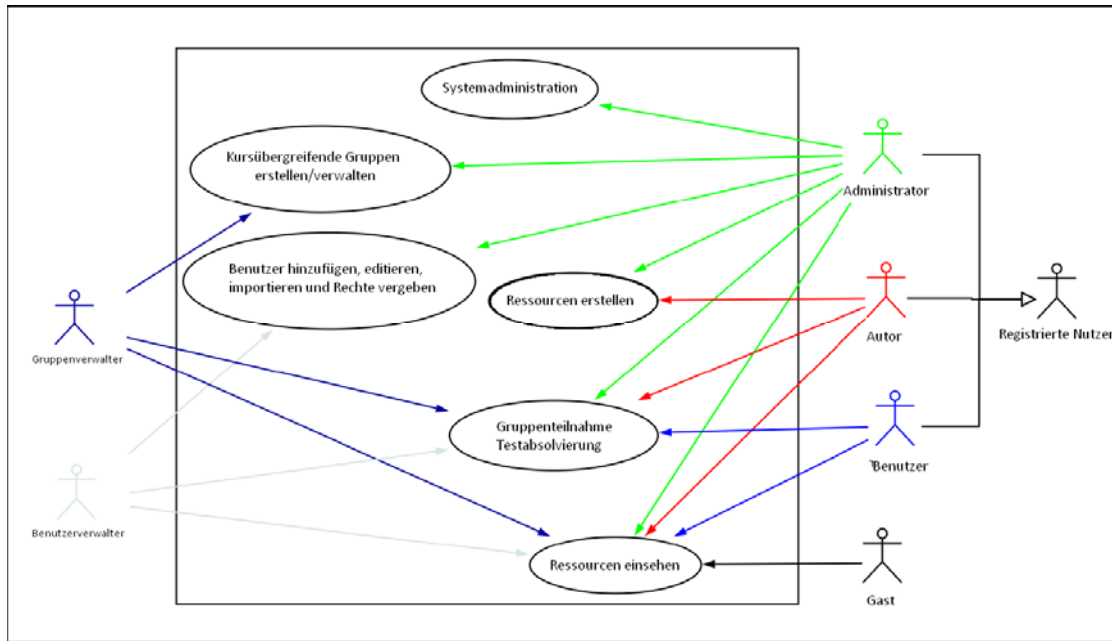 Systemadministration
Kursübergreifende Gruppen
erstellen/verwalten
Administrator
Benutzer hinzufügen, editieren,
importieren und Rechte vergeben
Ressourcen erstellen
Autor
Registrierte Nutzer
Gruppenverwalter
Gruppenteilnahme
Testabsolvierung
Benutzer
Benutzerverwalter
Ressourcen einsehen
Gast